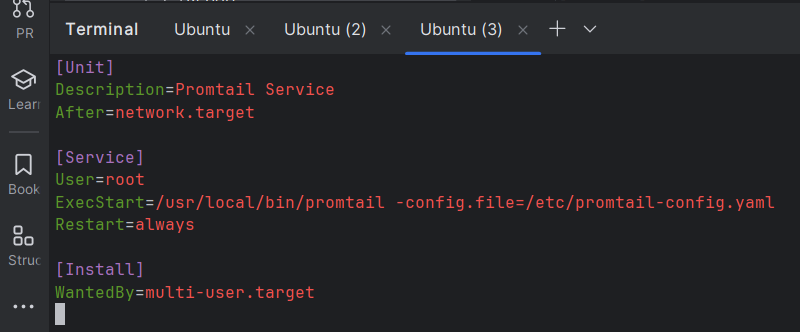 PR
Learn
Book
Struc
Terminal
Ubuntu
Ubuntu (2)
Ubuntu (3)
[Unit]
Description=Promtail Service
After=network.target
[Service]
User=root
ExecStart=/usr/local/bin/promtail -config.file=/etc/promtail-config.yaml
Restart=always
[Install]
WantedBy=multi-user.target